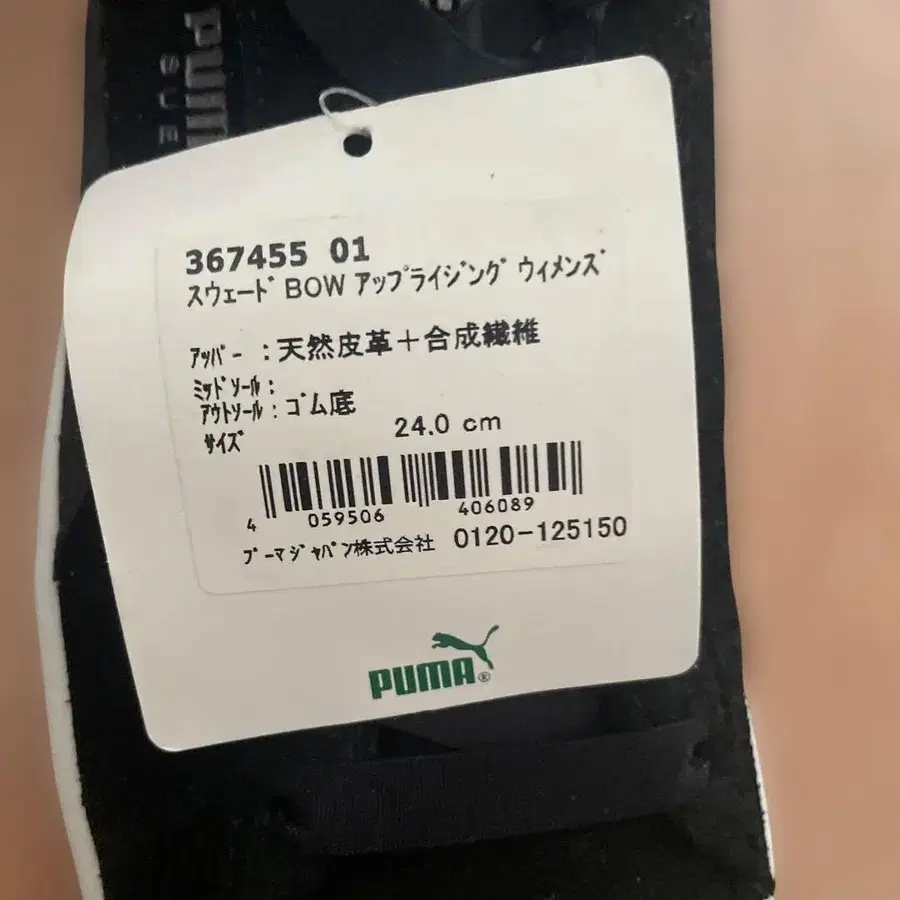 PUM
SUE
367455 01
スウェード BOW アップライジング ウィメンズ
アッパー : 天然皮革＋合成繊維
ミッドソール :
アウトソール : ゴム底
サイズ 24.0 cm
4 059506 406089
プーマジャパン株式会社 0120-125150
PUMA®